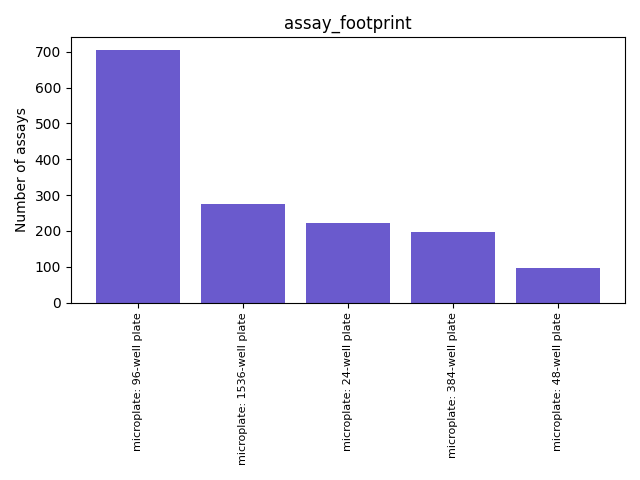 assay_footprint
Number of assays
700
600
500
400
300
200
100
0
microplate: 96-well plate
microplate: 1536-well plate
microplate: 24-well plate
microplate: 384-well plate
microplate: 48-well plate